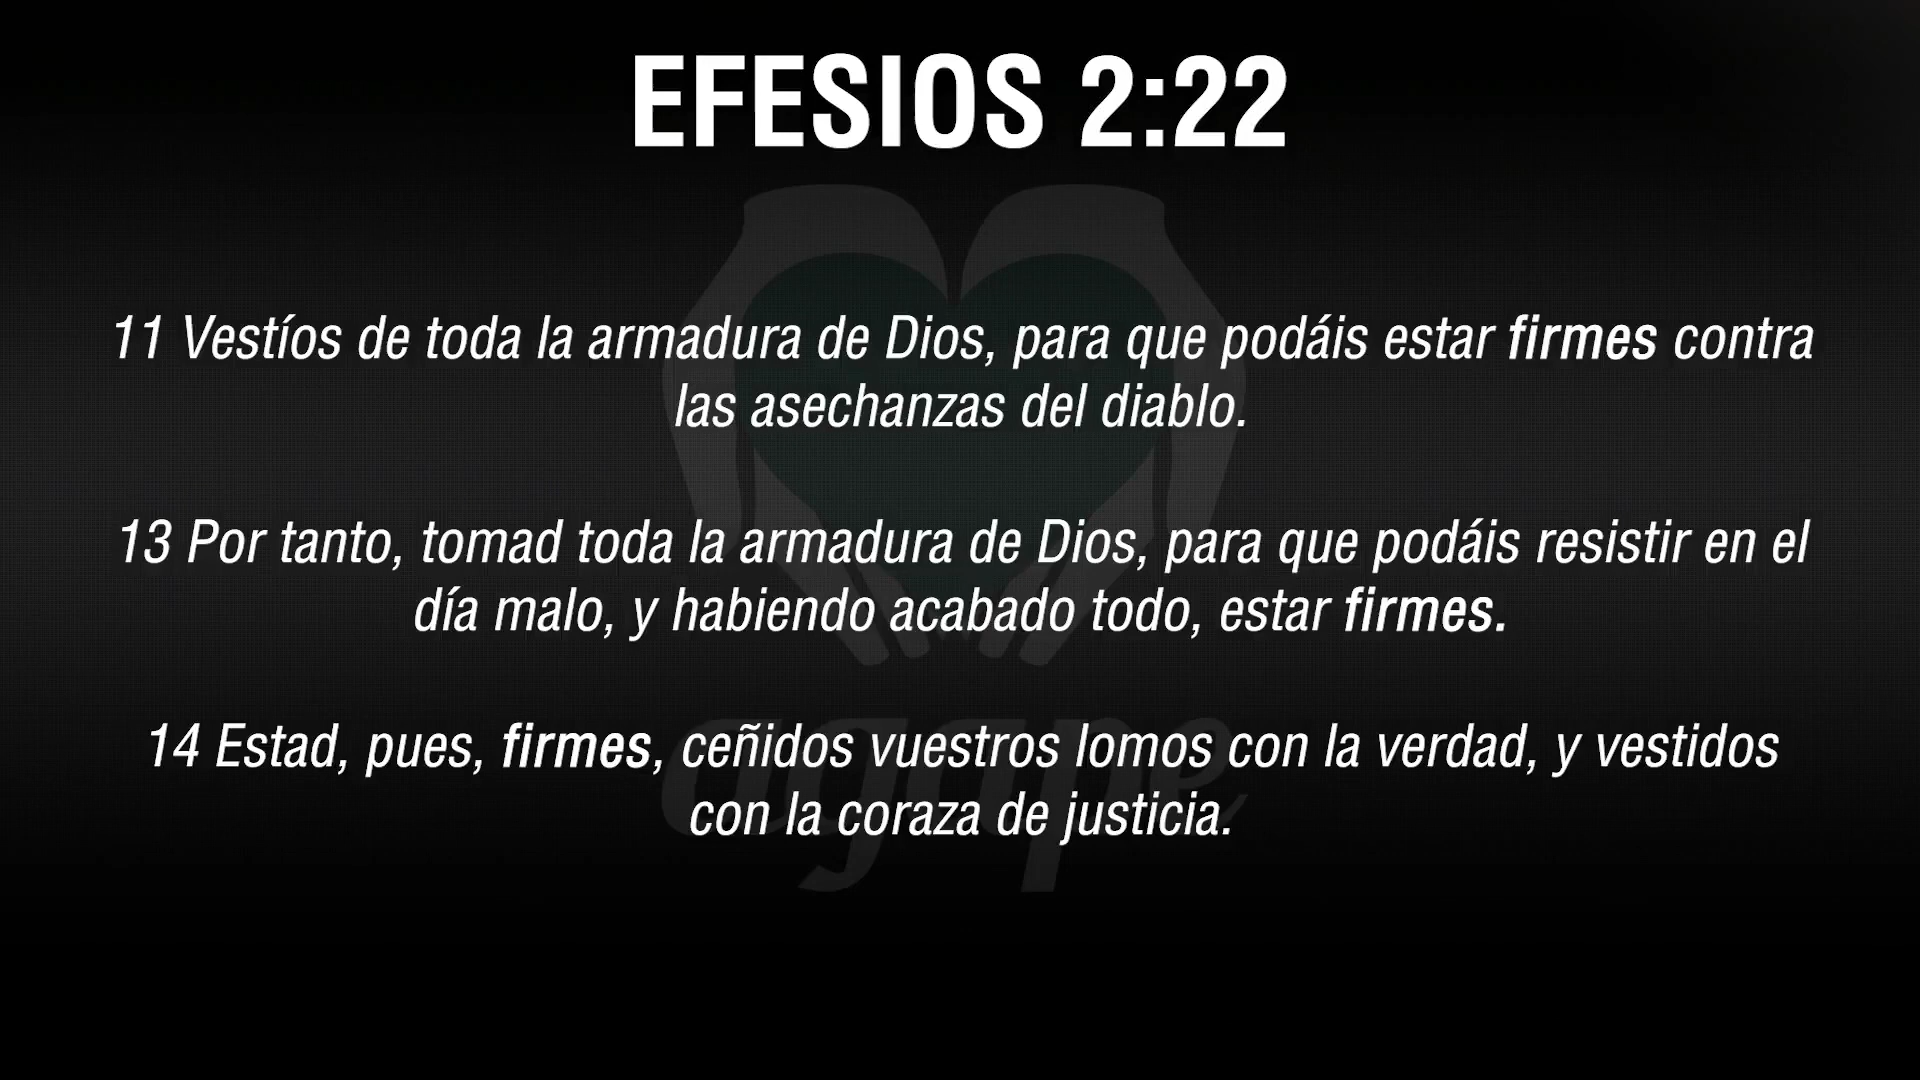 EFESIOS 2:22
11 Vestíos de toda la armadura de Dios, para que podáis estar firmes contra
las asechanzas del diablo.
13 Por tanto, tomad toda la armadura de Dios, para que podáis resistir en el
día malo, y habiendo acabado todo, estar firmes.
14 Estad, pues, firmes, ceñidos vuestros lomos con la verdad, y vestidos
con la coraza de justicia.
agape